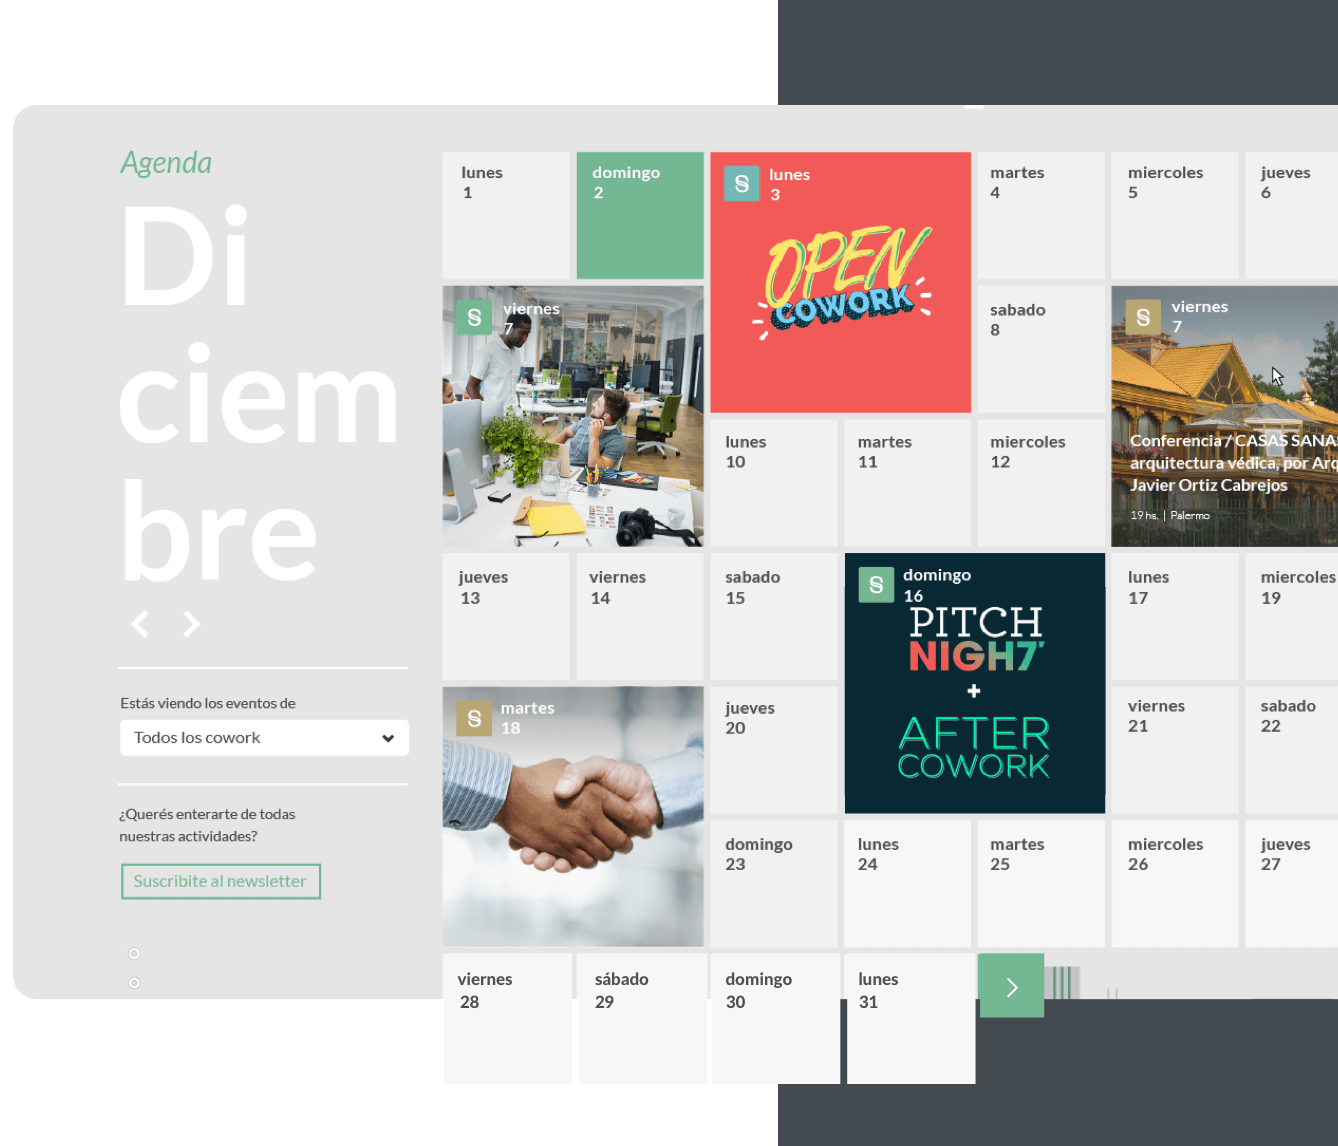 Agenda
Di
ciem
bre
Estás viendo los eventos de
Todos los cowork
¿Querés enterarte de todas
nuestras actividades?
Suscribite al newsletter
lunes
1
domingo
2
S lunes
3
OPEN
COWORK
martes
4
miercoles
5
jueves
6
S viernes
7
sabado
8
S viernes
7
Conferencia / CASAS SANAS
arquitectura védica, por Arq
Javier Ortiz Cabrejos
19 hs. | Palermo
lunes
10
martes
11
miercoles
12
jueves
13
viernes
14
sabado
15
S domingo
16
PITCH
NIGH7'
+
AFTER
COWORK
lunes
17
miercoles
19
S martes
18
jueves
20
viernes
21
sabado
22
domingo
23
lunes
24
martes
25
miercoles
26
jueves
27
viernes
28
sábado
29
domingo
30
lunes
31